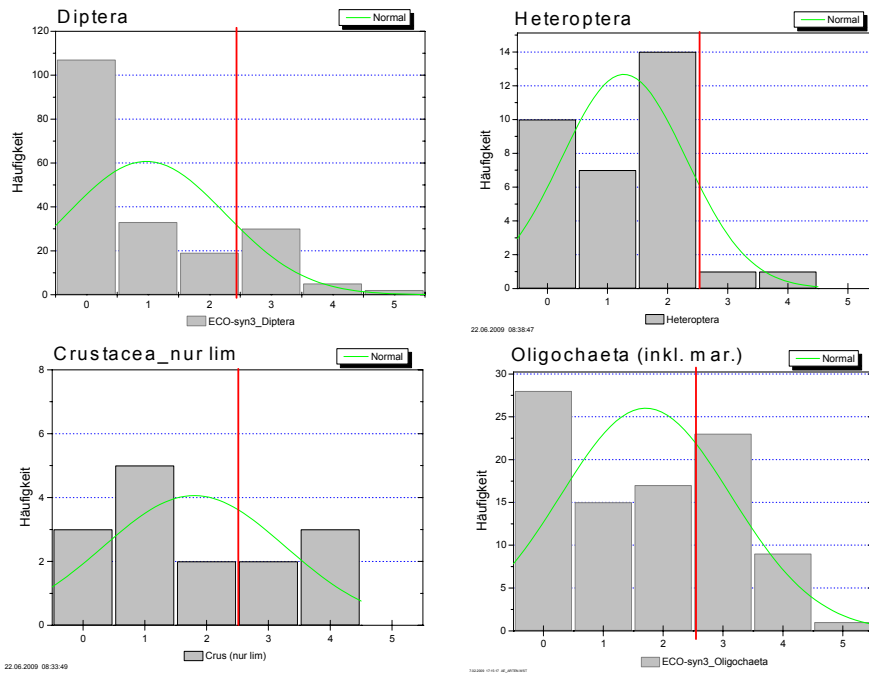 Diptera
Normal
120
100
80
60
40
20
0
Häufigkeit
0 1 2 3 4 5
ECO-syn3_Diptera
Heteroptera
Normal
14
12
10
8
6
4
2
0
Häufigkeit
0 1 2 3 4 5
Heteroptera
22.06.2009 08:38:47
Crustacea_nur lim
Normal
8
6
4
2
0
Häufigkeit
0 1 2 3 4 5
Crus (nur lim)
22.06.2009 08:33:49
Oligochaeta (inkl. mar.)
Normal
30
25
20
15
10
5
0
Häufigkeit
0 1 2 3 4 5
ECO-syn3_Oligochaeta